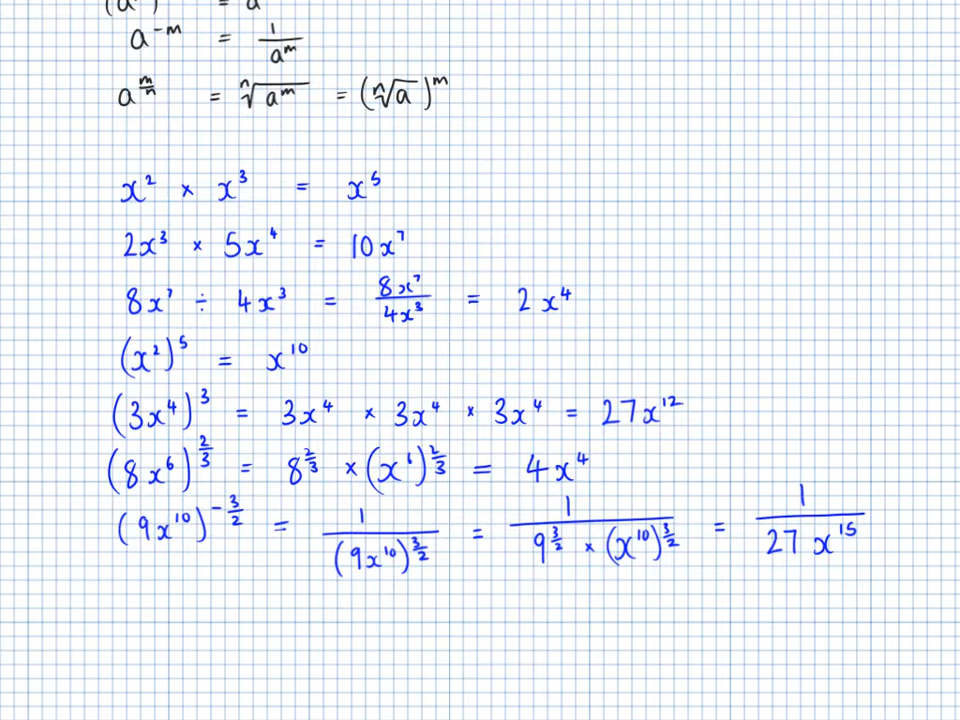 a⁻ᵐ = 1/aᵐ
a^(m/n) = ⁿ√(aᵐ) = (ⁿ√a)ᵐ
x² × x³ = x⁵
2x³ × 5x⁴ = 10x⁷
8x⁷ ÷ 4x³ = 8x⁷/4x³ = 2x⁴
(x²)⁵ = x¹⁰
(3x⁴)³ = 3x⁴ × 3x⁴ × 3x⁴ = 27x¹²
(8x⁶)^(2/3) = 8^(2/3) × (x⁶)^(2/3) = 4x⁴
(9x¹⁰)^(-3/2) = 1/(9x¹⁰)^(3/2) = 1/(9^(3/2) × (x¹⁰)^(3/2)) = 1/(27x¹⁵)